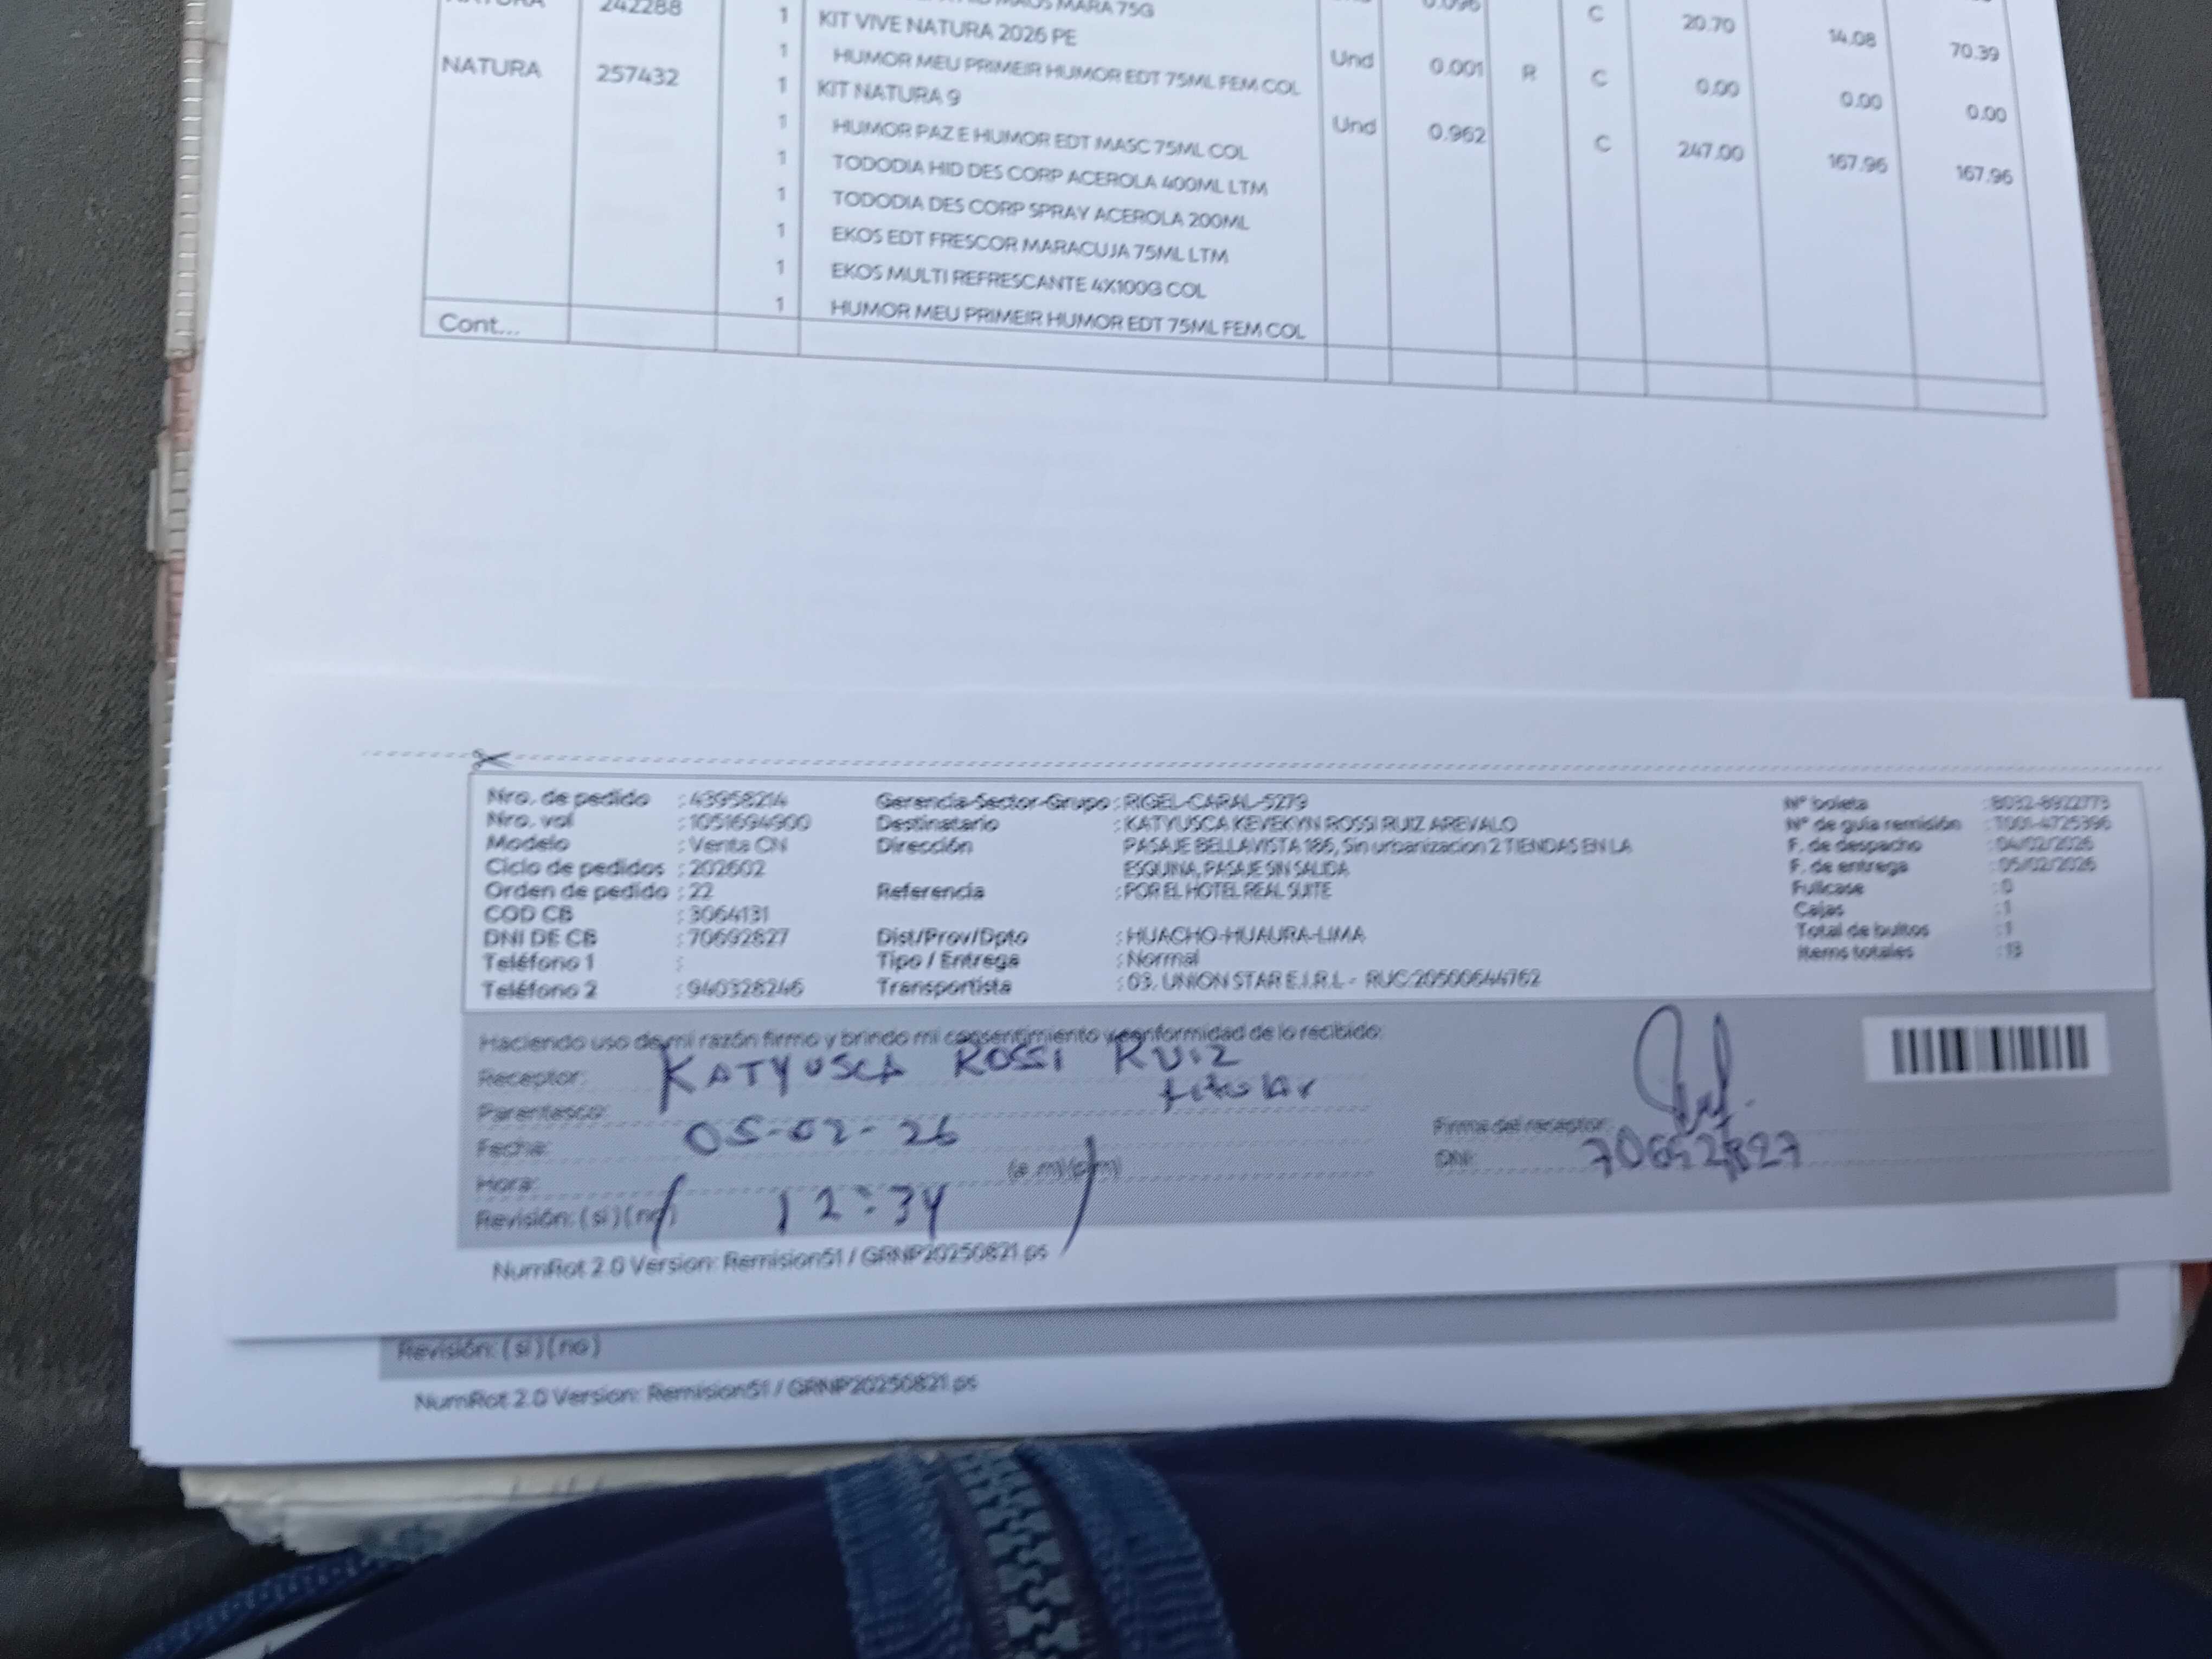 NATURA 242288 MARA 75G 0.096 C 20.70 14.08 70.39
1 KIT VIVE NATURA 2026 PE Und 0.001 R C 0.00 0.00 0.00
1 HUMOR MEU PRIMEIR HUMOR EDT 75ML FEM COL
NATURA 257432 1 KIT NATURA 9 Und 0.962 C 247.00 167.96 167.96
1 HUMOR PAZ E HUMOR EDT MASC 75ML COL
1 TODODIA HID DES CORP ACEROLA 400ML LTM
1 TODODIA DES CORP SPRAY ACEROLA 200ML
1 EKOS EDT FRESCOR MARACUJA 75ML LTM
1 EKOS MULTI REFRESCANTE 4X100G COL
1 HUMOR MEU PRIMEIR HUMOR EDT 75ML FEM COL
Cont...
Nro. de pedido : 43958214 Gerencia-Sector-Grupo : RIGEL-CARAL-5279 N° boleta : B032-8922773
Nro. vol : 1051694900 Destinatario : KATYUSCA KEVEKYN ROSSI RUIZ AREVALO N° de guía remisión : T001-4725396
Modelo : Venta CN Dirección PASAJE BELLAVISTA 186, Sin urbanizacion 2 TIENDAS EN LA F. de despacho : 04/02/2026
Ciclo de pedidos : 202602 ESQUINA, PASAJE SIN SALIDA F. de entrega : 05/02/2026
Orden de pedido : 22 Referencia : POR EL HOTEL REAL SUITE Fullcase : 0
COD CB : 3064131 Cajas : 1
DNI DE CB : 70692827 Dist/Prov/Dpto : HUACHO-HUAURA-LIMA Total de bultos : 1
Teléfono 1 : Tipo / Entrega : Normal Items totales
Teléfono 2 : 940328246 Transportista : 03. UNION STAR E.I.R.L - RUC:20500644762
Haciendo uso de mi razón firmo y brindo mi consentimiento y conformidad de lo recibido:
Receptor: KATYUSCA ROSSI RUIZ
Parentesco: titular
Fecha: 05-02-26 Firma del receptor:
Hora: (a.m)(p.m) DNI: 70692827
Revisión: (si)(no) 12:34
NumRot 2.0 Version: Remision51 / GRNP20250821.ps
Revisión: (si)(no)
NumRot 2.0 Version: Remision51 / GRNP20250821.ps